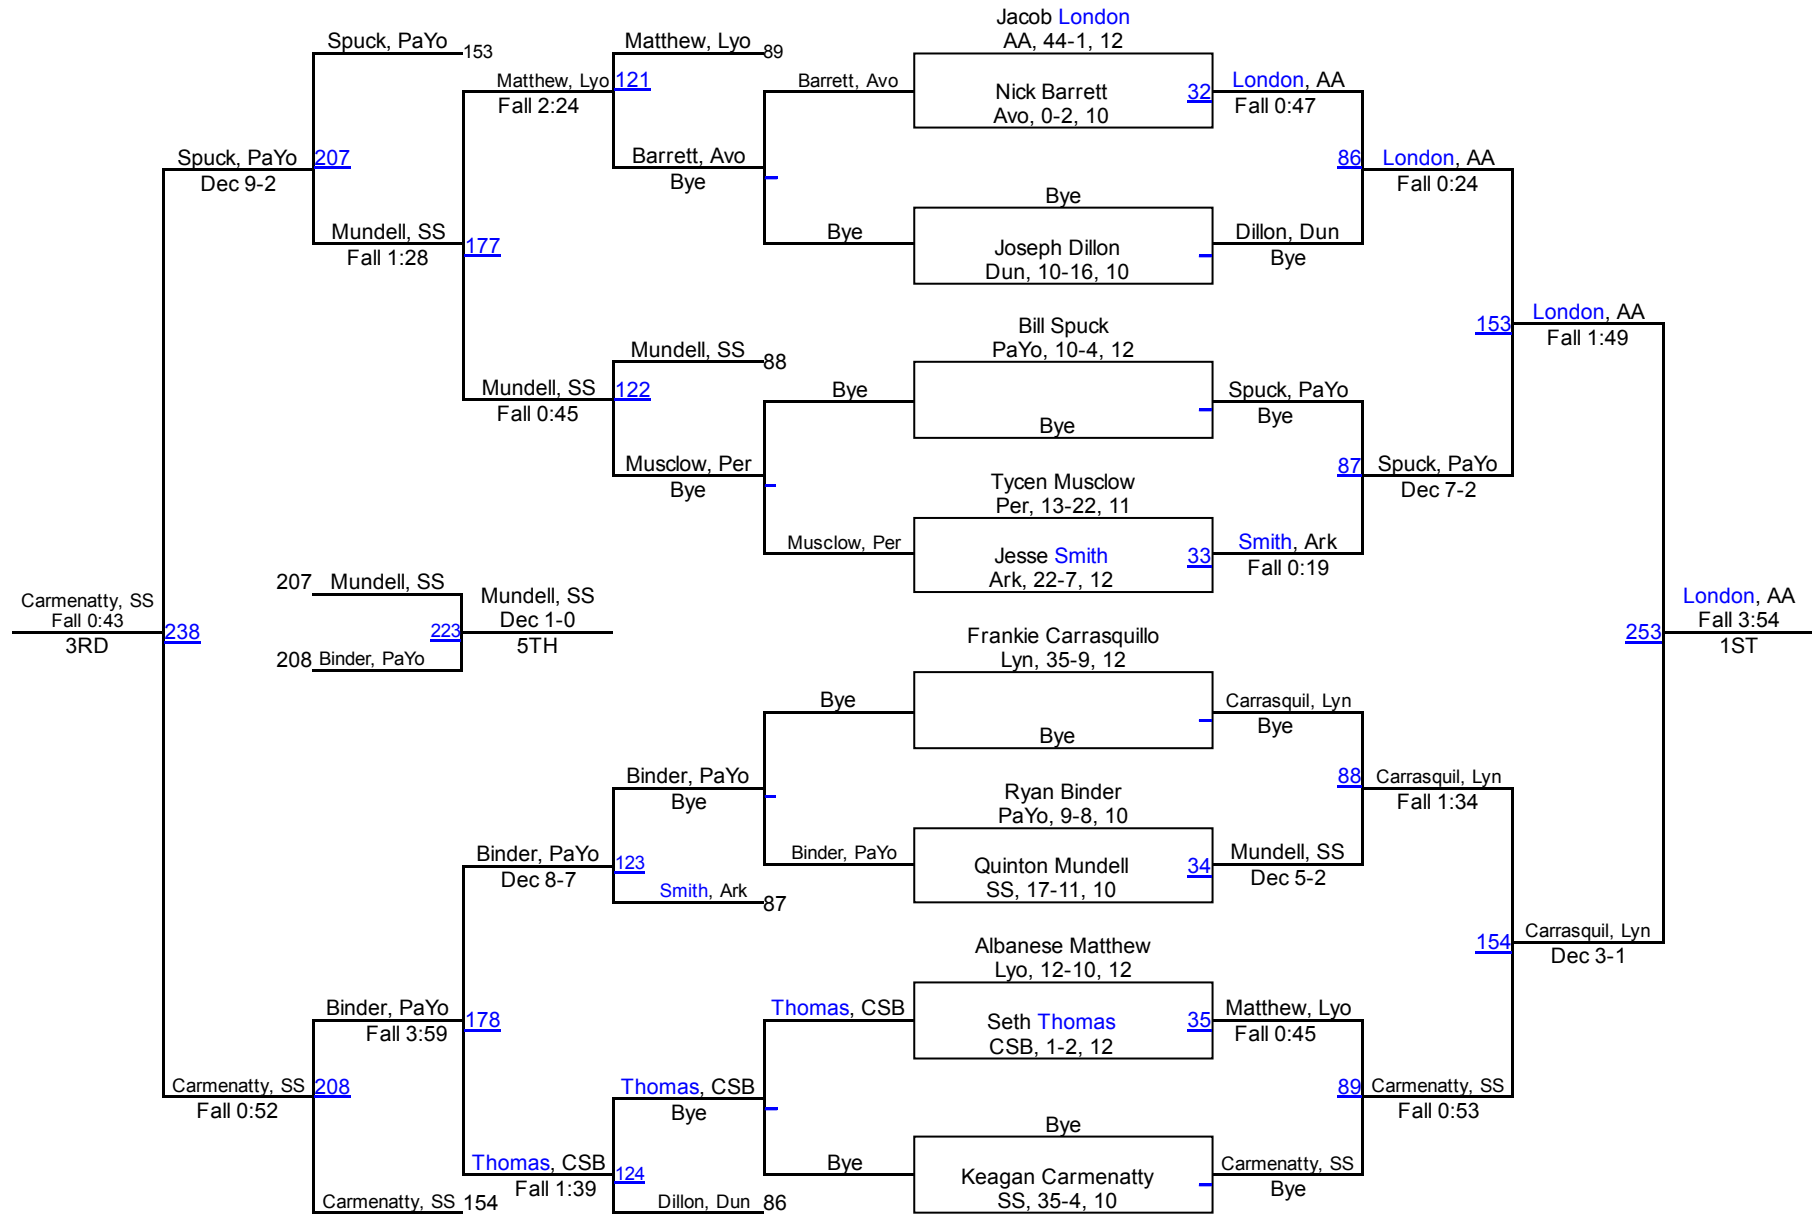 Jacob London
AA, 44-1, 12
Spuck, PaYo
153
Matthew, Lyo
89
Matthew, Lyo
121
Fall 2:24
Barrett, Avo
Nick Barrett
Avo, 0-2, 10
32
London, AA
Fall 0:47
Spuck, PaYo
207
Dec 9-2
Barrett, Avo
Bye
86
London, AA
Fall 0:24
Bye
Mundell, SS
Fall 1:28
177
Bye
Joseph Dillon
Dun, 10-16, 10
Dillon, Dun
Bye
Bill Spuck
PaYo, 10-4, 12
153
London, AA
Fall 1:49
Mundell, SS
88
Mundell, SS
122
Fall 0:45
Bye
Bye
Spuck, PaYo
Bye
Musclow, Per
Bye
Tycen Musclow
Per, 13-22, 11
87
Spuck, PaYo
Dec 7-2
Musclow, Per
Jesse Smith
Ark, 22-7, 12
33
Smith, Ark
Fall 0:19
207
Mundell, SS
Carmenatty, SS
Fall 0:43
3RD
238
223
Mundell, SS
Dec 1-0
5TH
208
Binder, PaYo
London, AA
Fall 3:54
1ST
253
Frankie Carrasquillo
Lyn, 35-9, 12
Bye
Bye
Carrasquil, Lyn
Bye
Binder, PaYo
Bye
Ryan Binder
PaYo, 9-8, 10
88
Carrasquil, Lyn
Fall 1:34
Binder, PaYo
Dec 8-7
123
Binder, PaYo
Quinton Mundell
SS, 17-11, 10
34
Mundell, SS
Dec 5-2
Smith, Ark
87
Albanese Matthew
Lyo, 12-10, 12
154
Carrasquil, Lyn
Dec 3-1
Binder, PaYo
Fall 3:59
178
Thomas, CSB
Seth Thomas
CSB, 1-2, 12
35
Matthew, Lyo
Fall 0:45
Carmenatty, SS
208
Fall 0:52
Thomas, CSB
Bye
89
Carmenatty, SS
Fall 0:53
Bye
Thomas, CSB
Fall 1:39
124
Bye
Keagan Carmenatty
SS, 35-4, 10
Carmenatty, SS
Bye
Carmenatty, SS
154
Dillon, Dun
86